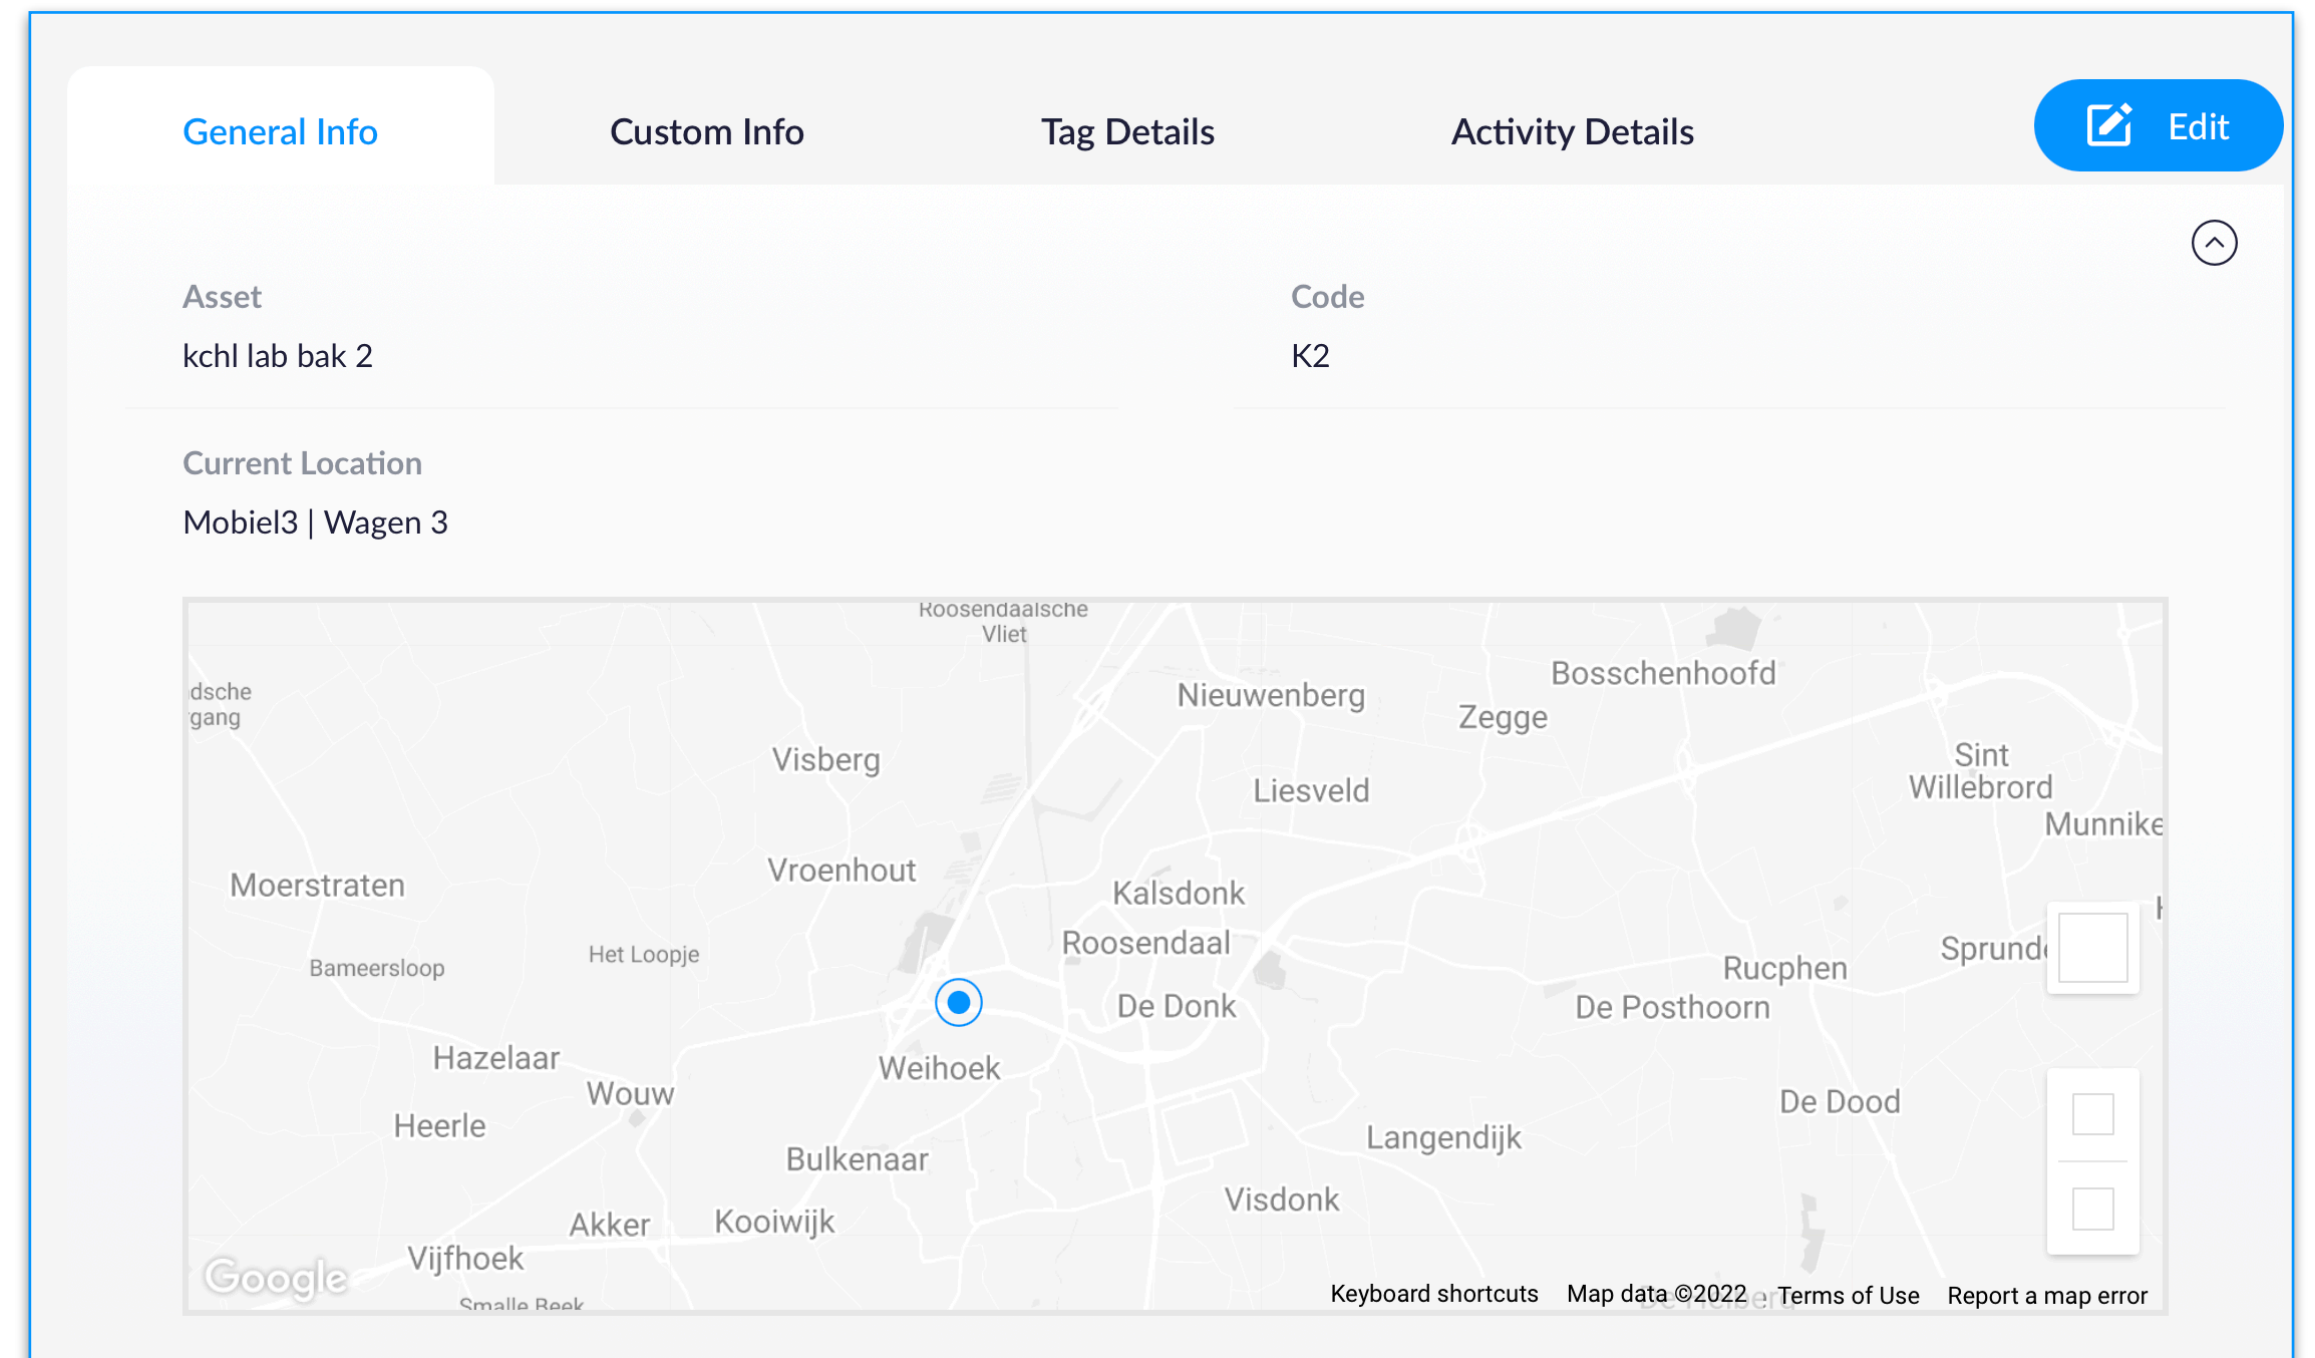 General Info
Custom Info
Tag Details
Activity Details
Edit
Asset
kchl lab bak 2
Code
K2
Current Location
Mobiel3 | Wagen 3
Roosendaalsche
Vliet
dsche
gang
Nieuwenberg
Bosschenhoofd
Zegge
Visberg
Sint
Willebrord
Liesveld
Munnike
Vroenhout
Moerstraten
Kalsdonk
Roosendaal
Sprund
Het Loopje
Bameersloop
Rucphen
De Donk
De Posthoorn
Hazelaar
Weihoek
Wouw
De Dood
Heerle
Langendijk
Bulkenaar
Visdonk
Akker
Kooiwijk
Vijfhoek
Google
Smalle Beek
Keyboard shortcuts
Map data ©2022
Terms of Use
Report a map error